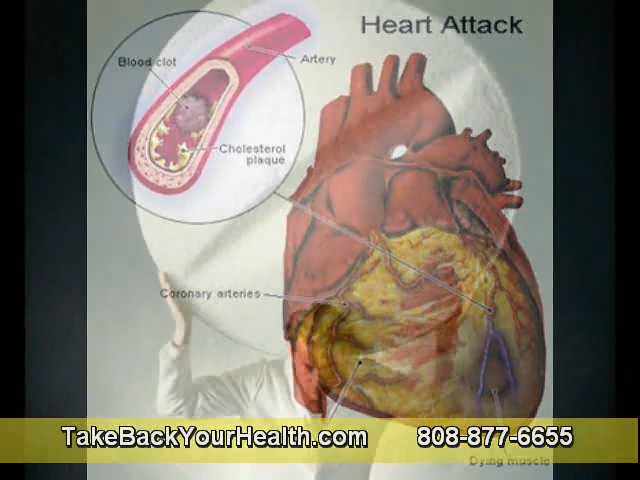 Heart Attack
Blood clot
Artery
Cholesterol
plaque
Coronary arteries
TakeBackYourHealth.com 808-877-6655
Dying muscle